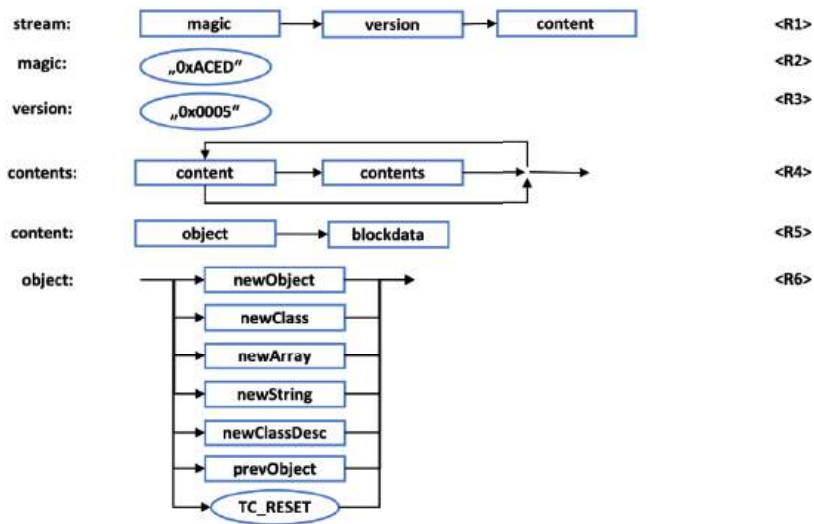 stream: magic version content <R1>
magic: „0xACED" <R2>
version: „0x0005" <R3>
contents: content contents <R4>
content: object blockdata <R5>
object: newObject <R6>
newClass
newArray
newString
newClassDesc
prevObject
TC_RESET